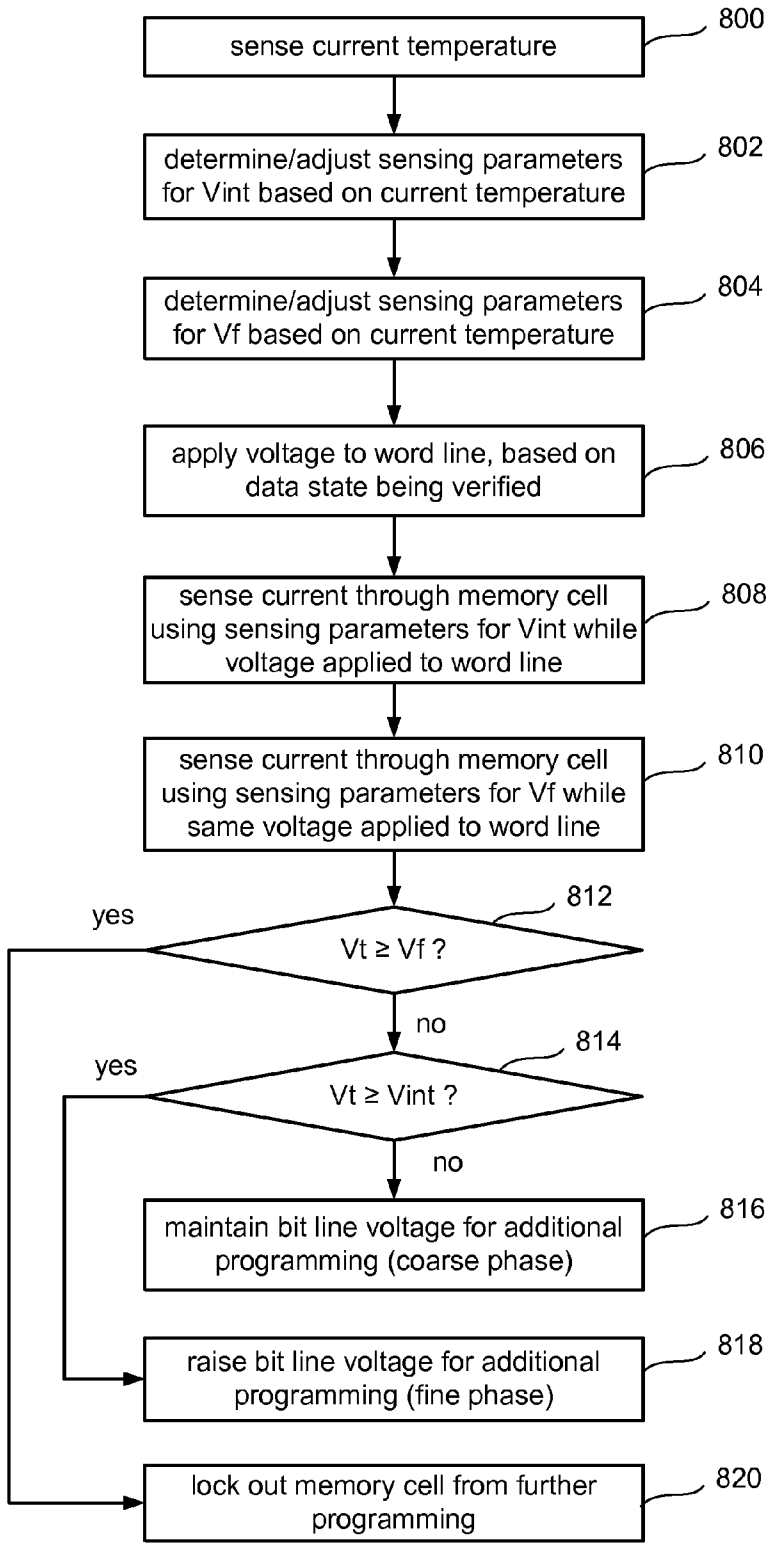 800
sense current temperature
802
determine/adjust sensing parameters
for Vint based on current temperature
804
determine/adjust sensing parameters
for Vf based on current temperature
806
apply voltage to word line, based on
data state being verified
808
sense current through memory cell
using sensing parameters for Vint while
voltage applied to word line
810
sense current through memory cell
using sensing parameters for Vf while
same voltage applied to word line
812
yes
Vt ≥ Vf ?
no
814
yes
Vt ≥ Vint ?
no
816
maintain bit line voltage for additional
programming (coarse phase)
818
raise bit line voltage for additional
programming (fine phase)
820
lock out memory cell from further
programming